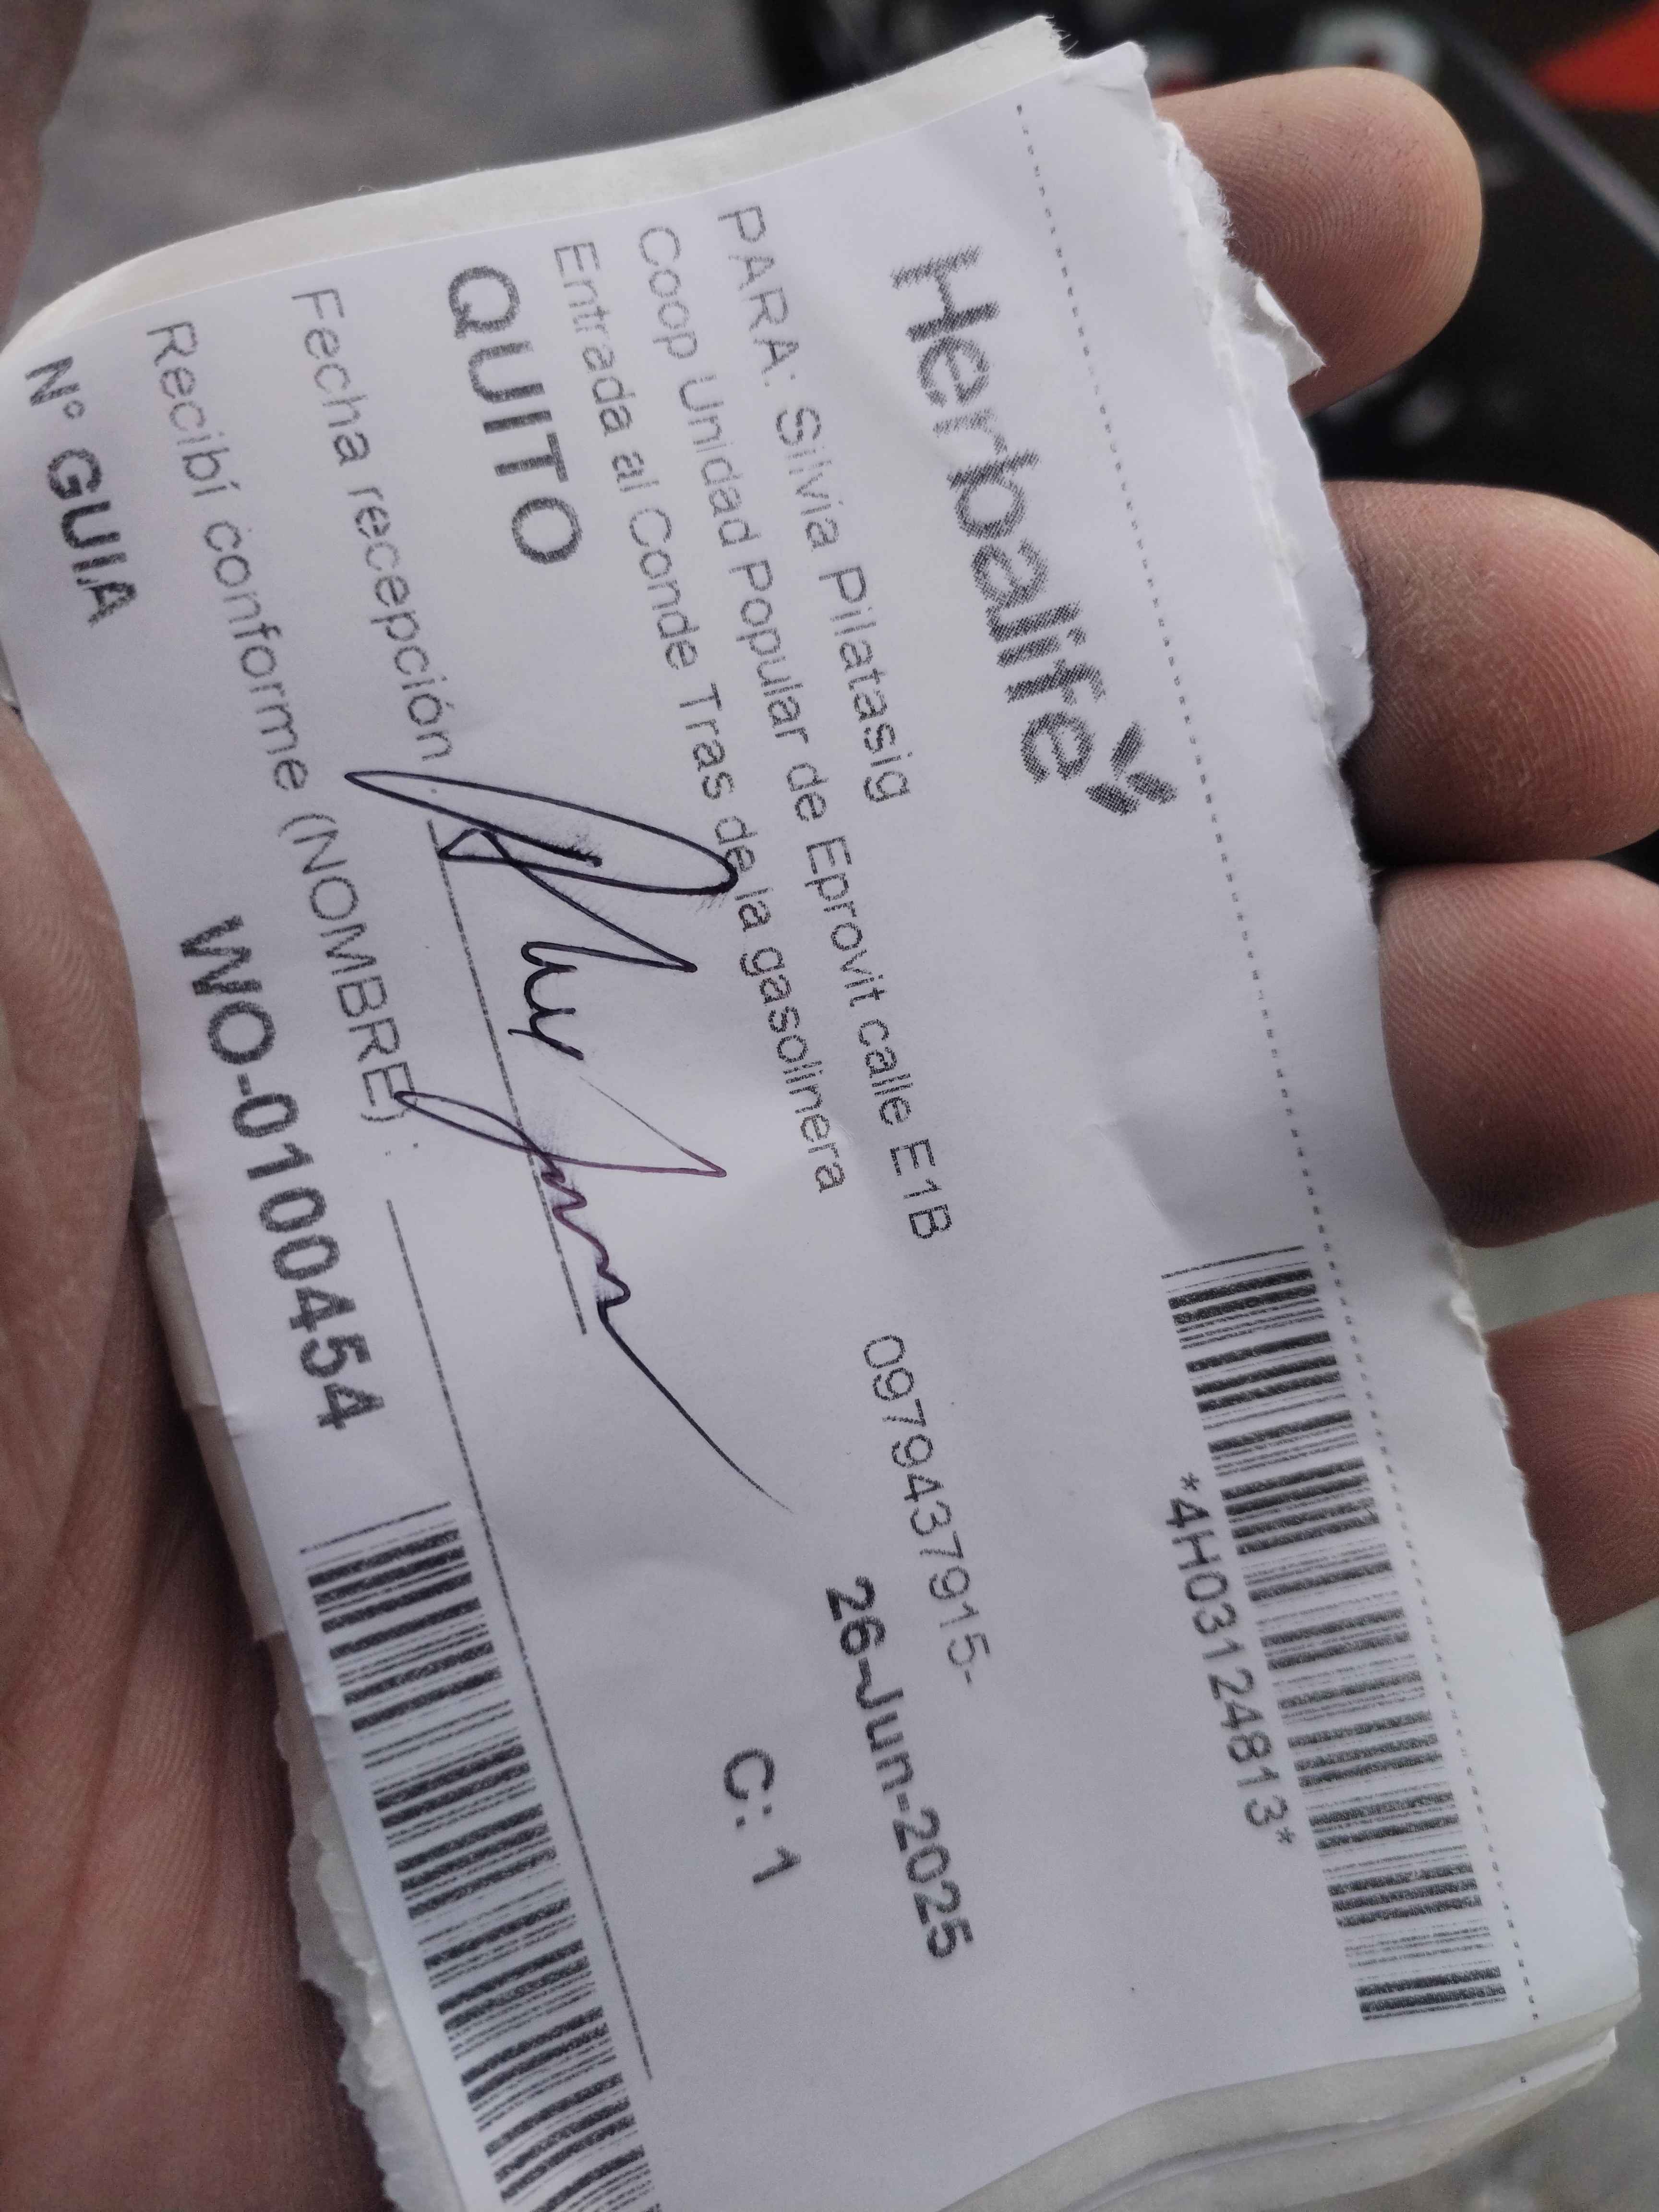 Herbalife
*4H03124813*
PARA: Silvia Pilatasig
Coop Unidad Popular de Eprovit calle E1B 0979437915-
Entrada al Conde Tras de la gasolinera
26-Jun-2025
QUITO
C: 1
Fecha recepción
Recibí conforme (NOMBRE) :
N° GUIA WO-0100454